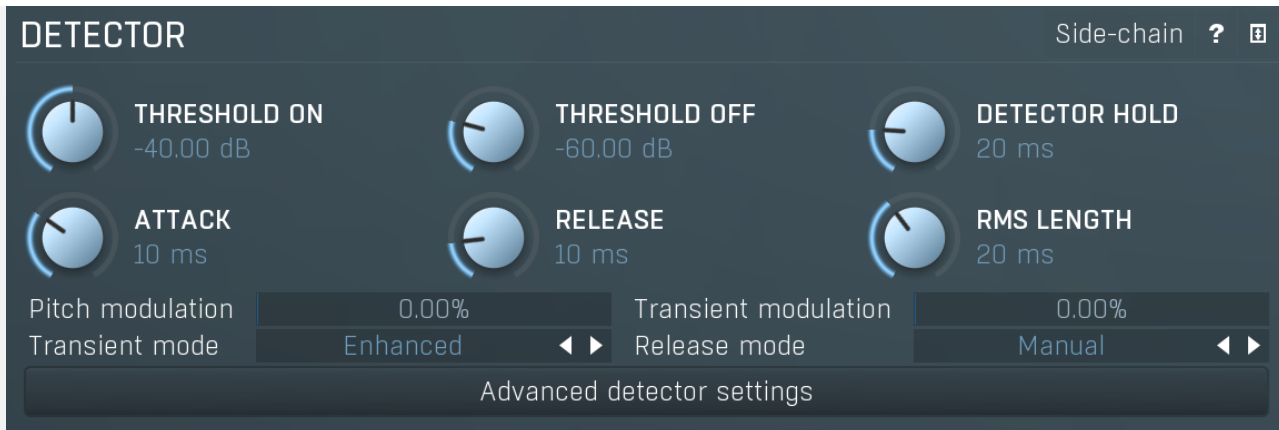 DETECTOR Side-chain ?
THRESHOLD ON THRESHOLD OFF DETECTOR HOLD
-40.00 dB -60.00 dB 20 ms
ATTACK RELEASE RMS LENGTH
10 ms 10 ms 20 ms
Pitch modulation 0.00% Transient modulation 0.00%
Transient mode Enhanced Release mode Manual
Advanced detector settings